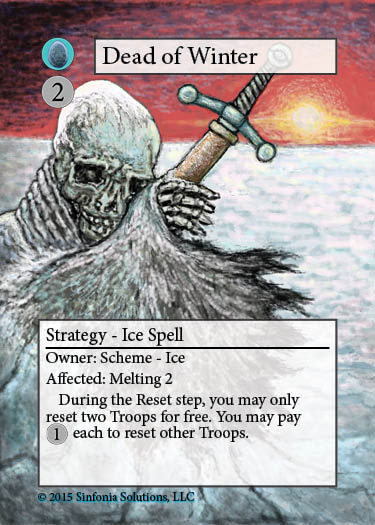 Dead of Winter
2
Strategy - Ice Spell
Owner: Scheme - Ice
Affected: Melting 2
During the Reset step, you may only
reset two Troops for free. You may pay
1 each to reset other Troops.
© 2015 Sinfonia Solutions, LLC